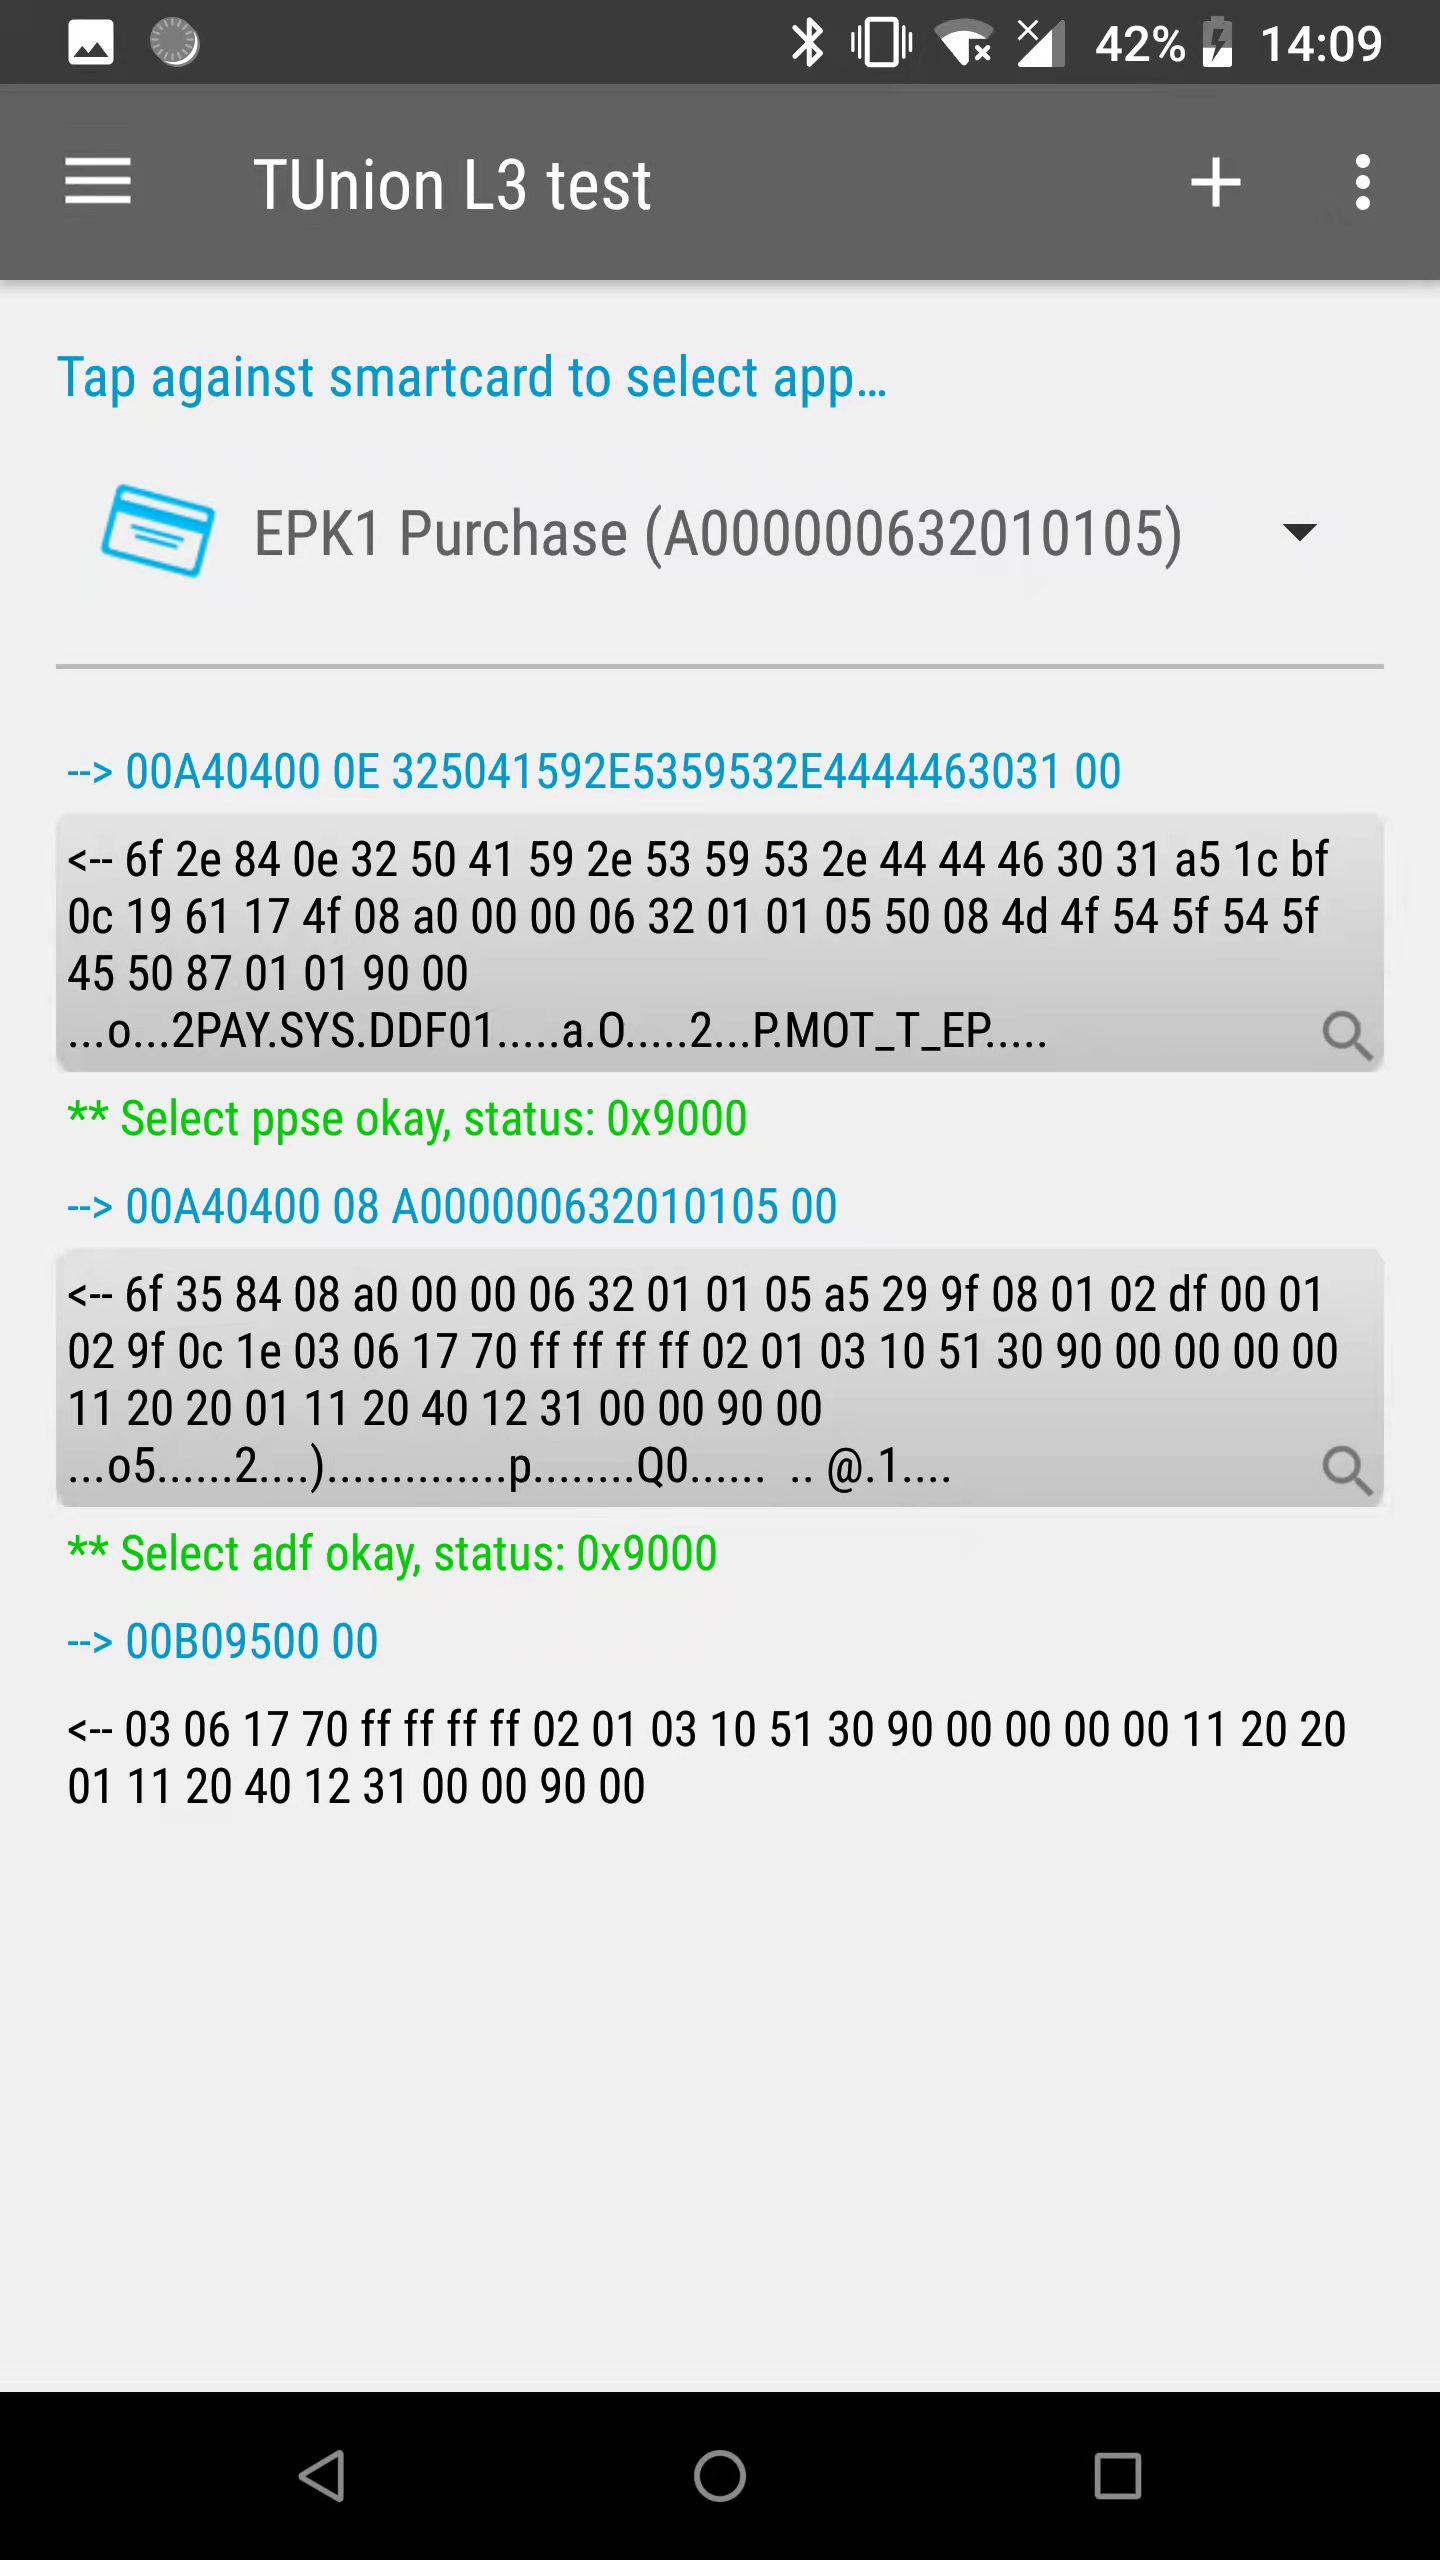 42% 14:09
TUnion L3 test
Tap against smartcard to select app...
EPK1 Purchase (A000000632010105)
--> 00A40400 0E 325041592E5359532E4444463031 00
<-- 6f 2e 84 0e 32 50 41 59 2e 53 59 53 2e 44 44 46 30 31 a5 1c bf
0c 19 61 17 4f 08 a0 00 00 06 32 01 01 05 50 08 4d 4f 54 5f 54 5f
45 50 87 01 01 90 00
...o...2PAY.SYS.DDF01.....a.O.....2...P.MOT_T_EP.....
** Select ppse okay, status: 0x9000
--> 00A40400 08 A000000632010105 00
<-- 6f 35 84 08 a0 00 00 06 32 01 01 05 a5 29 9f 08 01 02 df 00 01
02 9f 0c 1e 03 06 17 70 ff ff ff ff 02 01 03 10 51 30 90 00 00 00 00
11 20 20 01 11 20 40 12 31 00 00 90 00
...o5......2....)..............p........Q0......  .. @.1....
** Select adf okay, status: 0x9000
--> 00B09500 00
<-- 03 06 17 70 ff ff ff ff 02 01 03 10 51 30 90 00 00 00 00 11 20 20
01 11 20 40 12 31 00 00 90 00